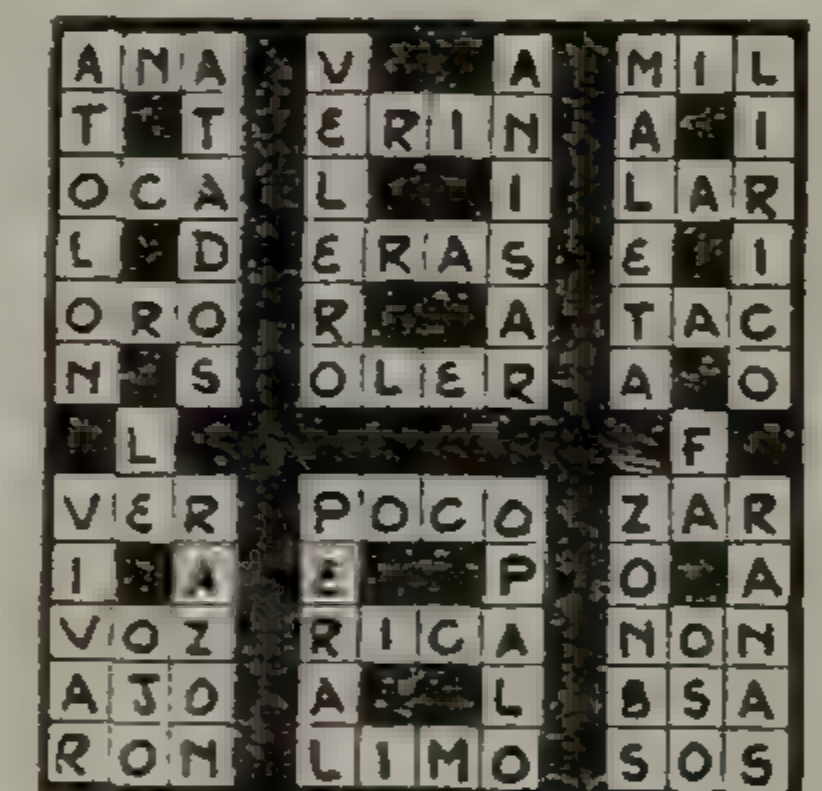 ANA V A MIL
T T ERIN A I
OCA L I LAR
L D ERAS E I
ORO R A TAC
N S OLER A O
L F
VER POCO ZAR
I A E P O A
VOZ RICA NON
AJO A L BSA
RON LIMO SOS